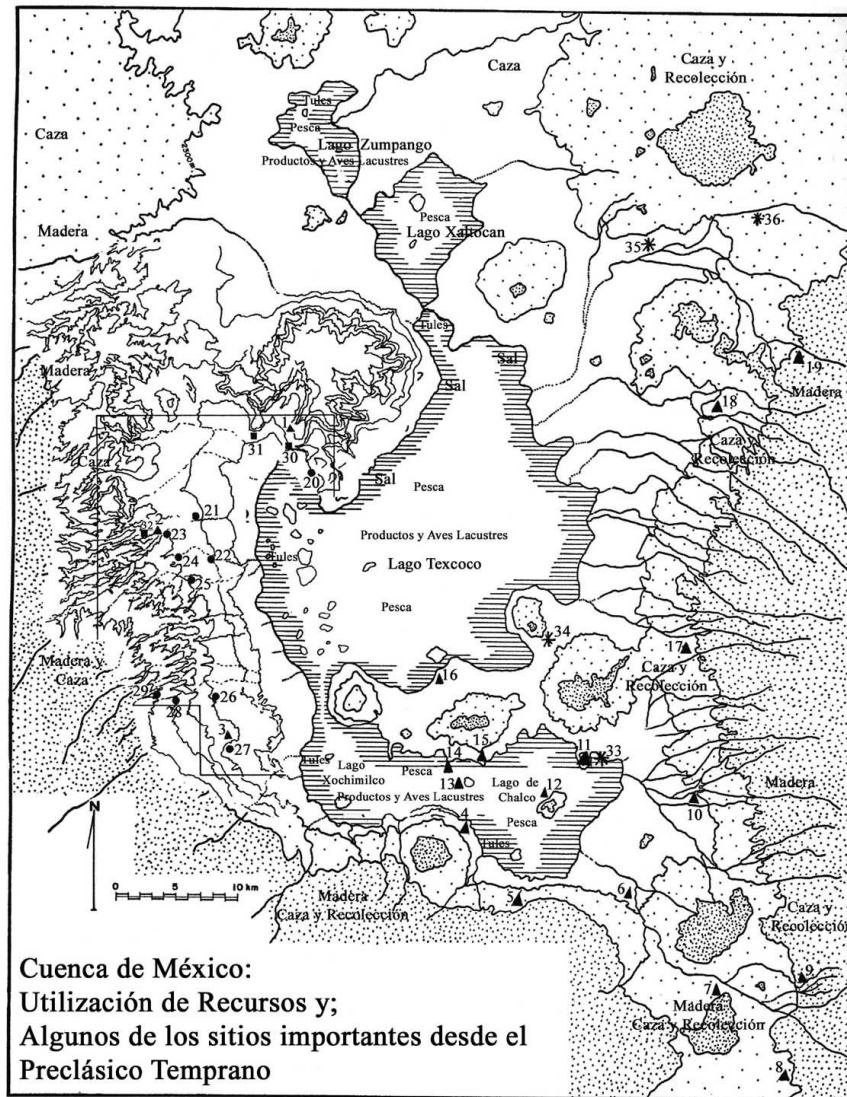 Caza
Caza y
Recolección
Tules
Pesca
Lago Zumpango
Productos y Aves Lacustres
Caza
2500 m
Madera
Pesca
Lago Xaltocan
36
35
Tules
Sal
Sal
Madera
19
Madera
18
Caza y
Recolección
31
30
20
Sal
Caza
Pesca
21
23
22
Productos y Aves Lacustres
Tules
24
Lago Texcoco
25
Pesca
34
17
Madera y
Caza
Caza y
Recolección
16
29
28
26
3
27
15
14
11
33
Tules
Lago
Xochimilco
Pesca
13
Productos y Aves Lacustres
Lago de
Chalco
12
Pesca
Madera
10
4
Tules
N
0 5 10 km
Madera
Caza y Recolección
5
6
Caza y
Recolección
9
7
Madera
Caza y Recolección
8
Cuenca de México:
Utilización de Recursos y;
Algunos de los sitios importantes desde el
Preclásico Temprano